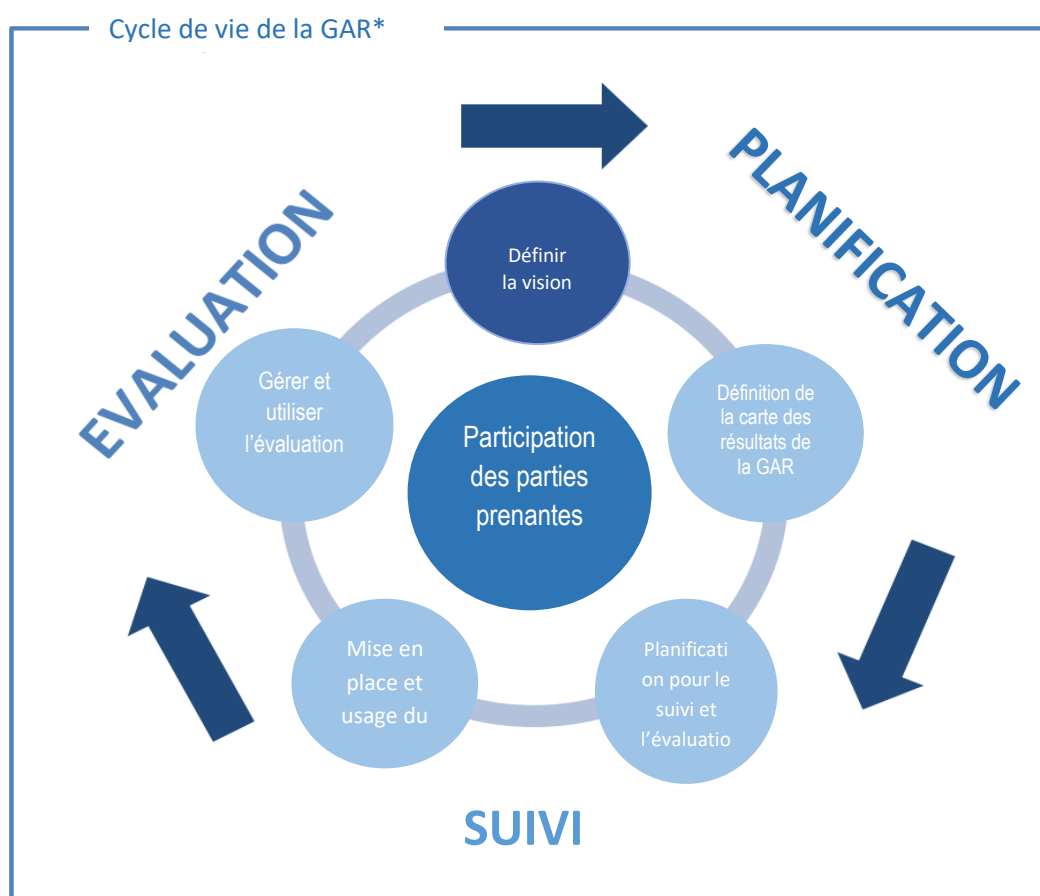 Cycle de vie de la GAR*
PLANIFICATION
EVALUATION
Définir
la vision
Gérer et
utiliser
l'évaluation
Définition de
la carte des
résultats de
la GAR
Participation
des parties
prenantes
Mise en
place et
usage du
Planificati
on pour le
suivi et
l'évaluatio
SUIVI